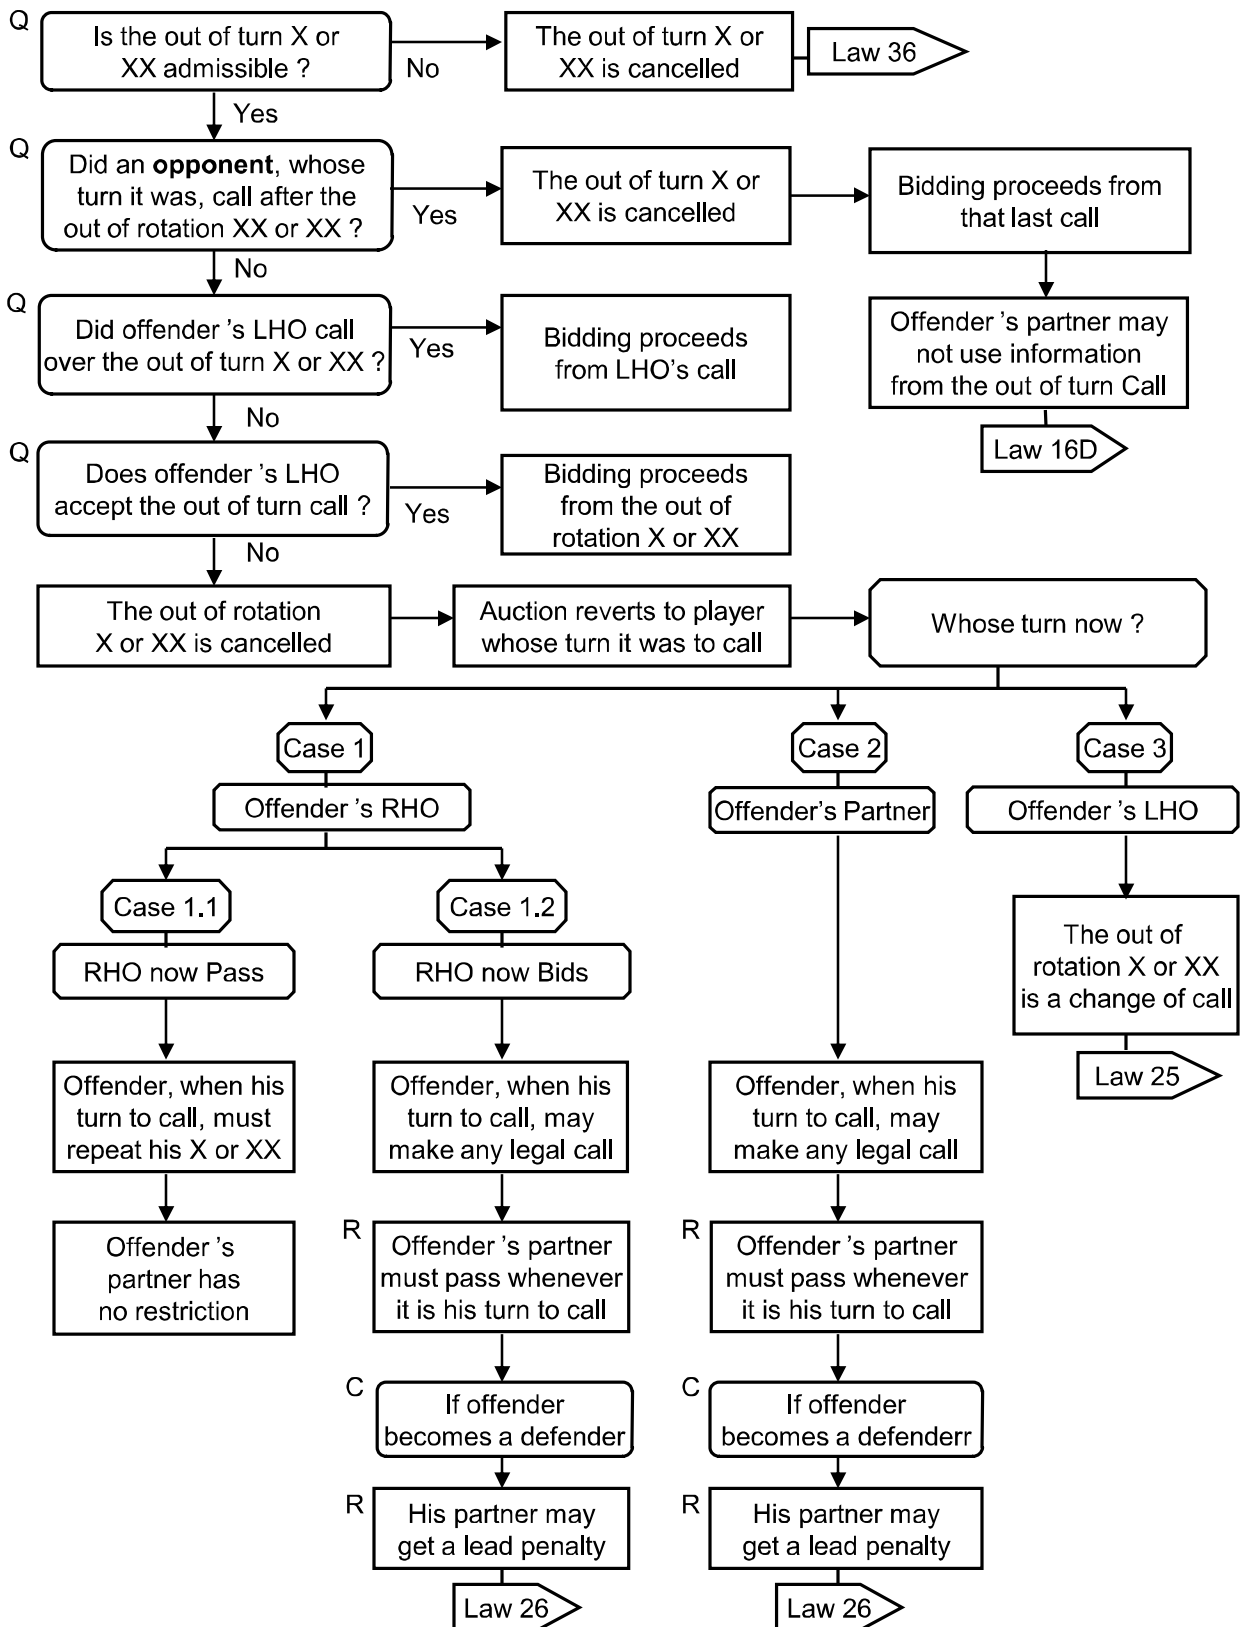 Q
Is the out of turn X or
XX admissible ?
No
The out of turn X or
XX is cancelled
Law 36
Yes
Q
Did an opponent, whose
turn it was, call after the
out of rotation XX or XX ?
Yes
The out of turn X or
XX is cancelled
Bidding proceeds from
that last call
No
Offender 's partner may
not use information
from the out of turn Call
Law 16D
Q
Did offender 's LHO call
over the out of turn X or XX ?
Yes
Bidding proceeds
from LHO's call
No
Q
Does offender 's LHO
accept the out of turn call ?
Yes
Bidding proceeds
from the out of
rotation X or XX
No
The out of rotation
X or XX is cancelled
Auction reverts to player
whose turn it was to call
Whose turn now ?
Case 1
Case 2
Case 3
Offender 's RHO
Offender's Partner
Offender 's LHO
Case 1.1
Case 1.2
RHO now Pass
RHO now Bids
The out of
rotation X or XX
is a change of call
Law 25
Offender, when his
turn to call, must
repeat his X or XX
Offender, when his
turn to call, may
make any legal call
Offender, when his
turn to call, may
make any legal call
Offender 's
partner has
no restriction
R
Offender 's partner
must pass whenever
it is his turn to call
R
Offender 's partner
must pass whenever
it is his turn to call
C
If offender
becomes a defender
C
If offender
becomes a defenderr
R
His partner may
get a lead penalty
R
His partner may
get a lead penalty
Law 26
Law 26